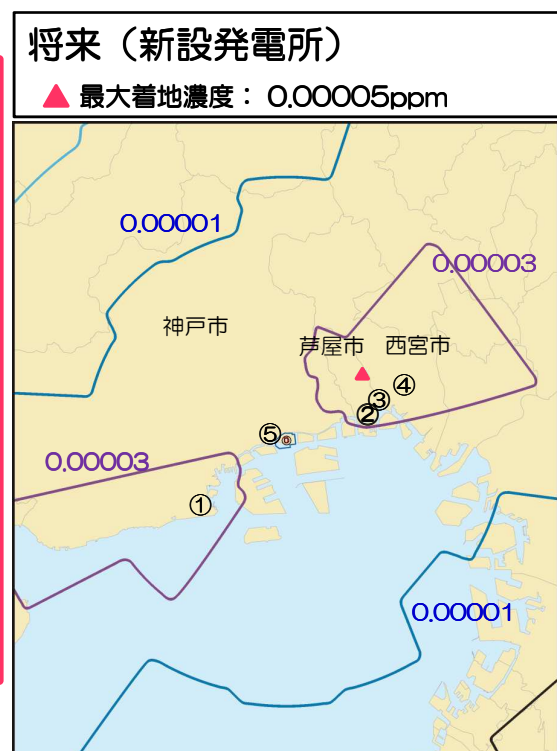 将来（新設発電所）
▲ 最大着地濃度： 0.00005ppm
0.00001
0.00003
神戸市
芦屋市 西宮市
④
③
②
⑤
0.00003
①
0.00001